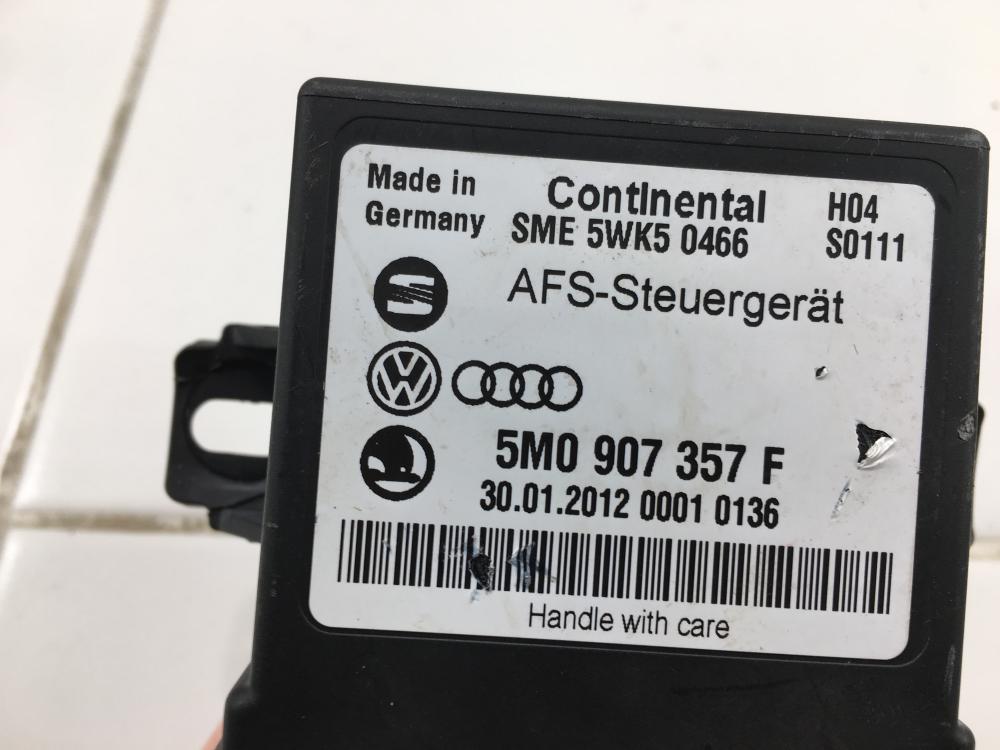 Made in
Germany
Continental
SME 5WK5 0466
H04
S0111
AFS-Steuergerät
5M0 907 357 F
30.01.2012 0001 0136
Handle with care